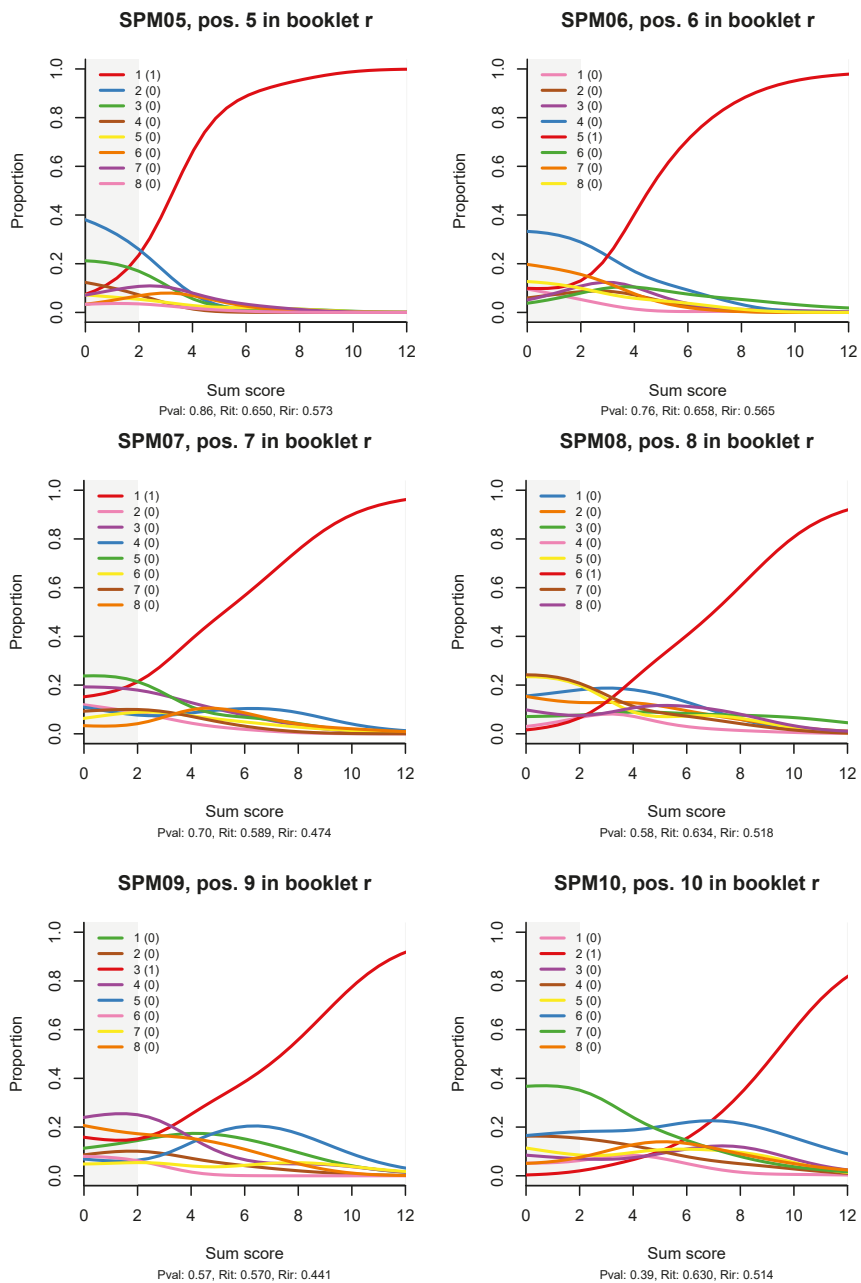 SPM05, pos. 5 in booklet r
Proportion
1.0
0.8
0.6
0.4
0.2
0.0
1 (1)
2 (0)
3 (0)
4 (0)
5 (0)
6 (0)
7 (0)
8 (0)
0 2 4 6 8 10 12
Sum score
Pval: 0.86, Rit: 0.650, Rir: 0.573
SPM06, pos. 6 in booklet r
Proportion
1.0
0.8
0.6
0.4
0.2
0.0
1 (0)
2 (0)
3 (0)
4 (0)
5 (1)
6 (0)
7 (0)
8 (0)
0 2 4 6 8 10 12
Sum score
Pval: 0.76, Rit: 0.658, Rir: 0.565
SPM07, pos. 7 in booklet r
Proportion
1.0
0.8
0.6
0.4
0.2
0.0
1 (1)
2 (0)
3 (0)
4 (0)
5 (0)
6 (0)
7 (0)
8 (0)
0 2 4 6 8 10 12
Sum score
Pval: 0.70, Rit: 0.589, Rir: 0.474
SPM08, pos. 8 in booklet r
Proportion
1.0
0.8
0.6
0.4
0.2
0.0
1 (0)
2 (0)
3 (0)
4 (0)
5 (0)
6 (1)
7 (0)
8 (0)
0 2 4 6 8 10 12
Sum score
Pval: 0.58, Rit: 0.634, Rir: 0.518
SPM09, pos. 9 in booklet r
Proportion
1.0
0.8
0.6
0.4
0.2
0.0
1 (0)
2 (0)
3 (1)
4 (0)
5 (0)
6 (0)
7 (0)
8 (0)
0 2 4 6 8 10 12
Sum score
Pval: 0.57, Rit: 0.570, Rir: 0.441
SPM10, pos. 10 in booklet r
Proportion
1.0
0.8
0.6
0.4
0.2
0.0
1 (0)
2 (1)
3 (0)
4 (0)
5 (0)
6 (0)
7 (0)
8 (0)
0 2 4 6 8 10 12
Sum score
Pval: 0.39, Rit: 0.630, Rir: 0.514